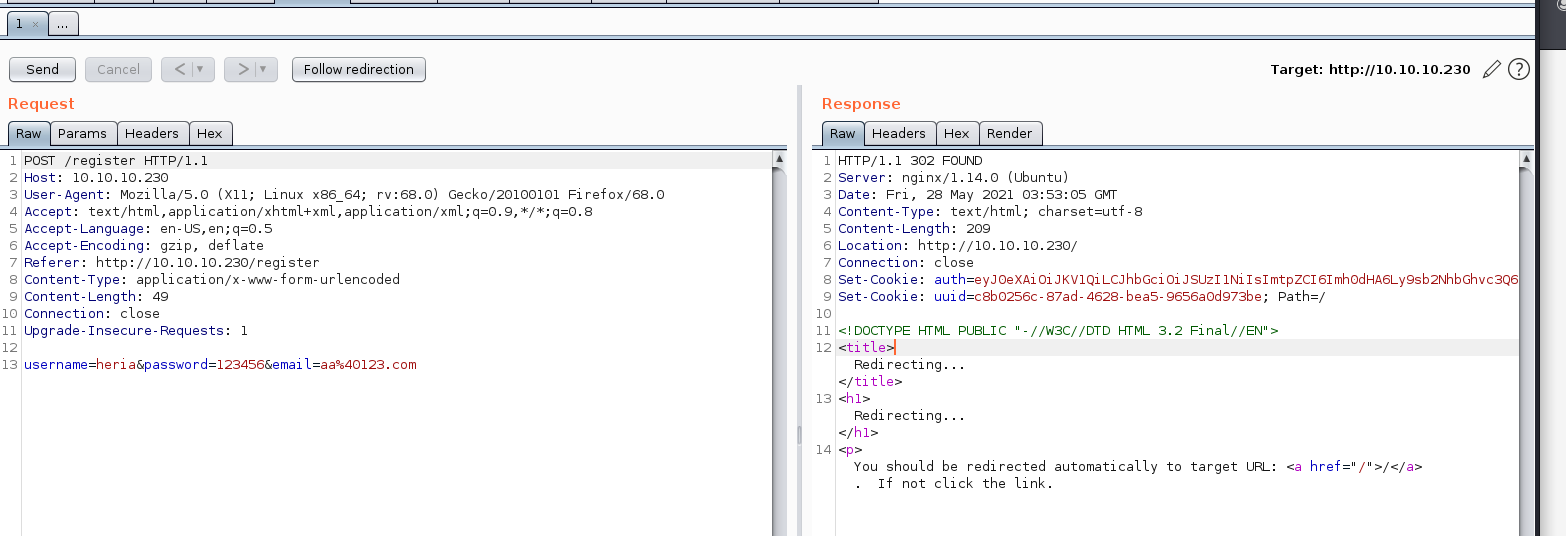 1 × ...
Send Cancel < ▼ > ▼ Follow redirection Target: http://10.10.10.230 ?
Request
Raw Params Headers Hex
1 POST /register HTTP/1.1
2 Host: 10.10.10.230
3 User-Agent: Mozilla/5.0 (X11; Linux x86_64; rv:68.0) Gecko/20100101 Firefox/68.0
4 Accept: text/html,application/xhtml+xml,application/xml;q=0.9,*/*;q=0.8
5 Accept-Language: en-US,en;q=0.5
6 Accept-Encoding: gzip, deflate
7 Referer: http://10.10.10.230/register
8 Content-Type: application/x-www-form-urlencoded
9 Content-Length: 49
10 Connection: close
11 Upgrade-Insecure-Requests: 1
12
13 username=heria&password=123456&email=aa%40123.com
Response
Raw Headers Hex Render
1 HTTP/1.1 302 FOUND
2 Server: nginx/1.14.0 (Ubuntu)
3 Date: Fri, 28 May 2021 03:53:05 GMT
4 Content-Type: text/html; charset=utf-8
5 Content-Length: 209
6 Location: http://10.10.10.230/
7 Connection: close
8 Set-Cookie: auth=eyJ0eXAiOiJKV1QiLCJhbGciOiJSUzI1NiIsImtpZCI6Imh0dHA6Ly9sb2NhbGhvc3Q6
9 Set-Cookie: uuid=c8b0256c-87ad-4628-bea5-9656a0d973be; Path=/
10
11 <!DOCTYPE HTML PUBLIC "-//W3C//DTD HTML 3.2 Final//EN">
12 <title>
Redirecting...
</title>
13 <h1>
Redirecting...
</h1>
14 <p>
You should be redirected automatically to target URL: <a href="/">/</a>
. If not click the link.